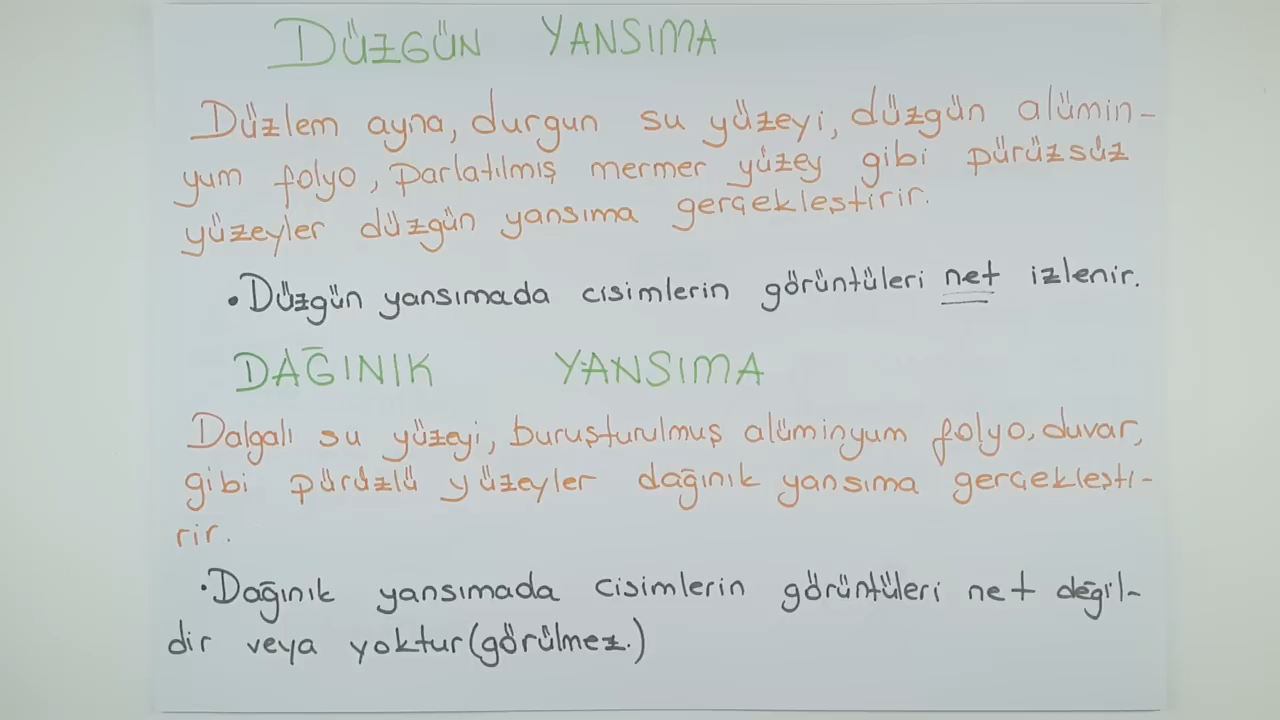 DÜZGÜN YANSIMA
Düzlem ayna, durgun su yüzeyi, düzgün alümin-
yum folyo, parlatılmış mermer yüzey gibi pürüzsüz
yüzeyler düzgün yansıma gerçekleştirir.
• Düzgün yansımada cisimlerin görüntüleri net izlenir.
DAĞINIK YANSIMA
Dalgalı su yüzeyi, buruşturulmuş alüminyum folyo, duvar,
gibi pürüzlü yüzeyler dağınık yansıma gerçekleşti-
rir.
• Dağınık yansımada cisimlerin görüntüleri net değil-
dir veya yoktur (görülmez.)